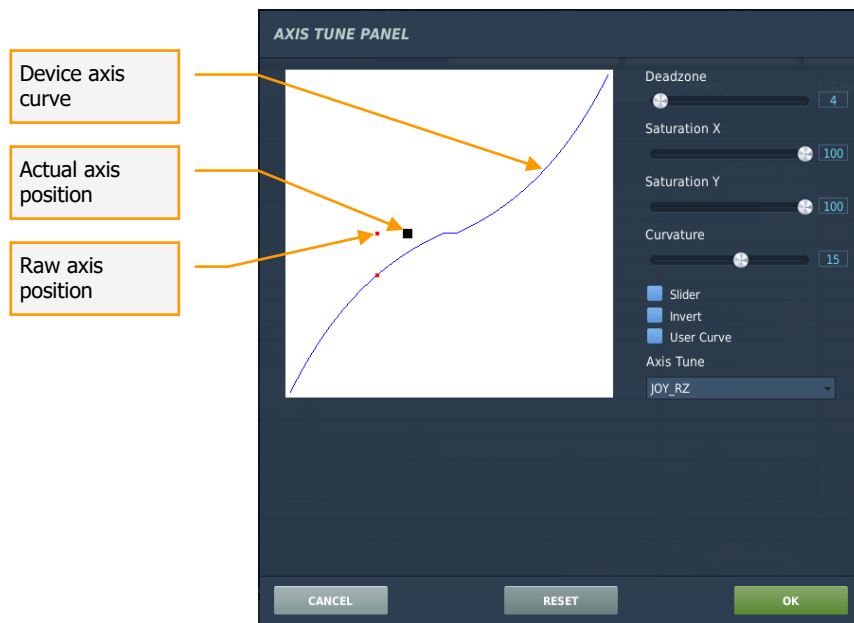 AXIS TUNE PANEL
Device axis
curve
Actual axis
position
Raw axis
position
Deadzone
4
Saturation X
100
Saturation Y
100
Curvature
15
Slider
Invert
User Curve
Axis Tune
JOY_RZ
CANCEL
RESET
OK